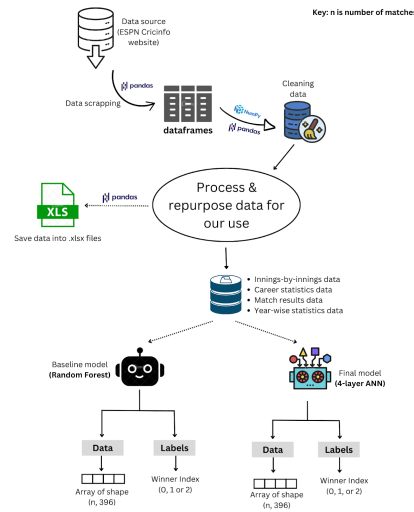 Key: n is number of matches
Data source
(ESPN Cricinfo
website)
pandas
Data scrapping
dataframes
NumPy
pandas
Cleaning
data
Process &
repurpose data for
our use
pandas
XLS
Save data into .xlsx files
Innings-by-innings data
Career statistics data
Match results data
Year-wise statistics data
Baseline model
(Random Forest)
Final model
(4-layer ANN)
Data
Labels
Array of shape
(n, 396)
Winner Index
(0, 1 or 2)
Data
Labels
Array of shape
(n, 396)
Winner Index
(0, 1, or 2)